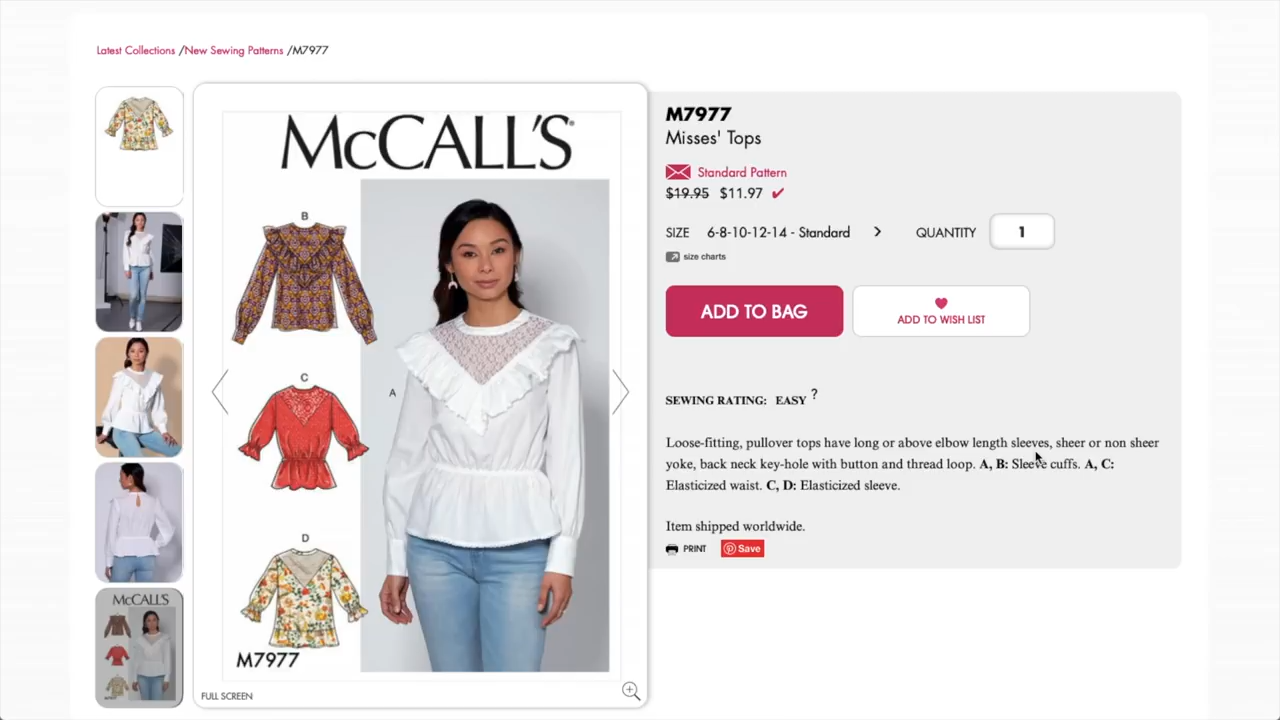 Latest Collections /New Sewing Patterns /M7977
McCALL'S®
B
C
A
D
M7977
FULL SCREEN
McCALL'S
M7977
Misses' Tops
Standard Pattern
$19.95 $11.97
SIZE 6-8-10-12-14 - Standard > QUANTITY 1
size charts
ADD TO BAG
ADD TO WISH LIST
SEWING RATING: EASY ?
Loose-fitting, pullover tops have long or above elbow length sleeves, sheer or non sheer
yoke, back neck key-hole with button and thread loop. A, B: Sleeve cuffs. A, C:
Elasticized waist. C, D: Elasticized sleeve.
Item shipped worldwide.
PRINT Save